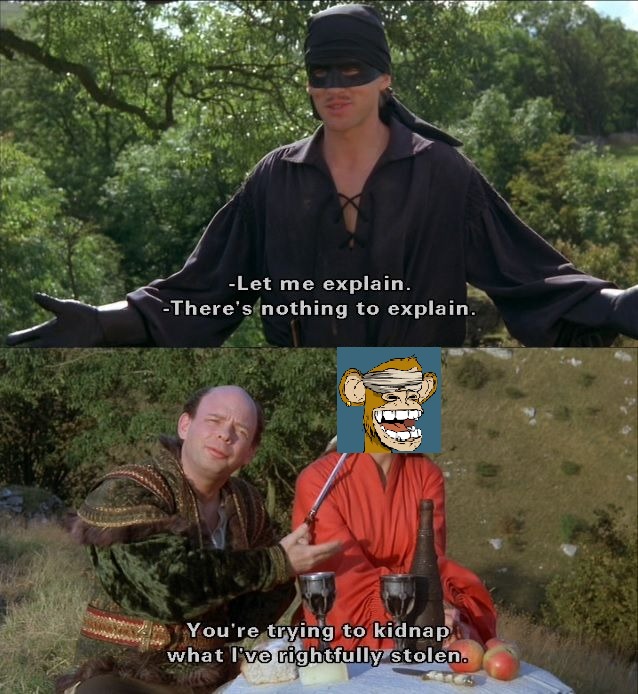 -Let me explain.
-There's nothing to explain.
You're trying to kidnap
what I've rightfully stolen.